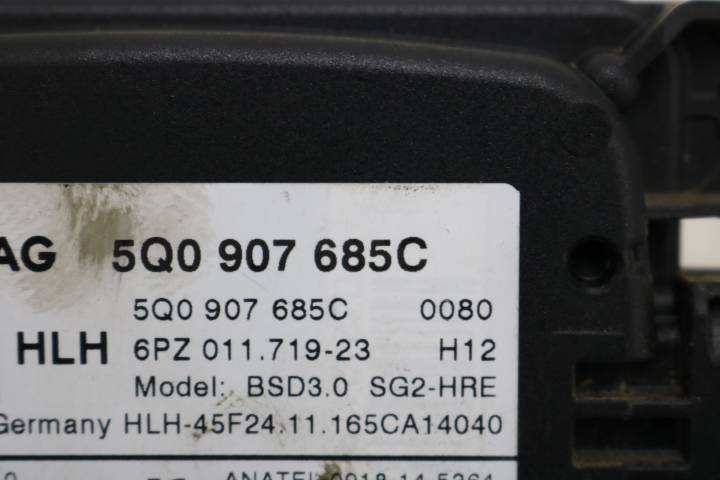 AG 5Q0 907 685C
5Q0 907 685C 0080
HLH 6PZ 011.719-23 H12
Model: BSD3.0 SG2-HRE
Germany HLH-45F24.11.165CA14040